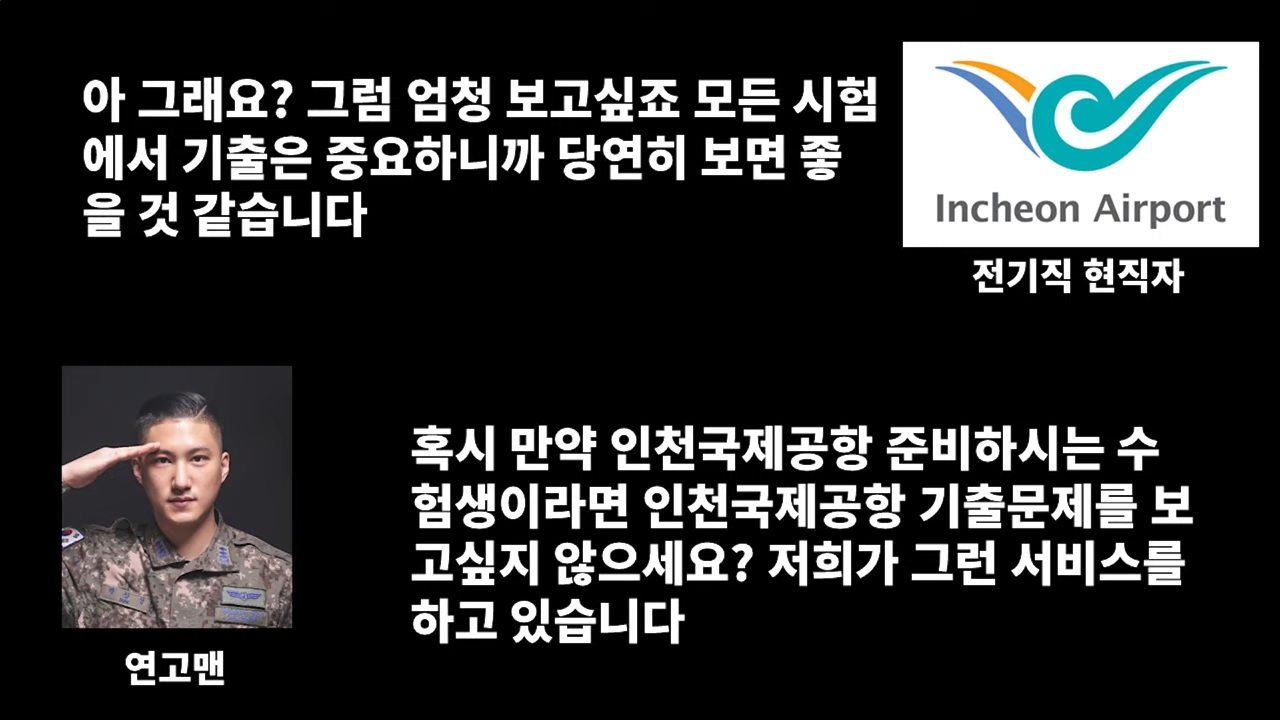 아 그래요? 그럼 엄청 보고싶죠 모든 시험
에서 기출은 중요하니까 당연히 보면 좋
을 것 같습니다
Incheon Airport
전기직 현직자
혹시 만약 인천국제공항 준비하시는 수
험생이라면 인천국제공항 기출문제를 보
고싶지 않으세요? 저희가 그런 서비스를
하고 있습니다
연고맨